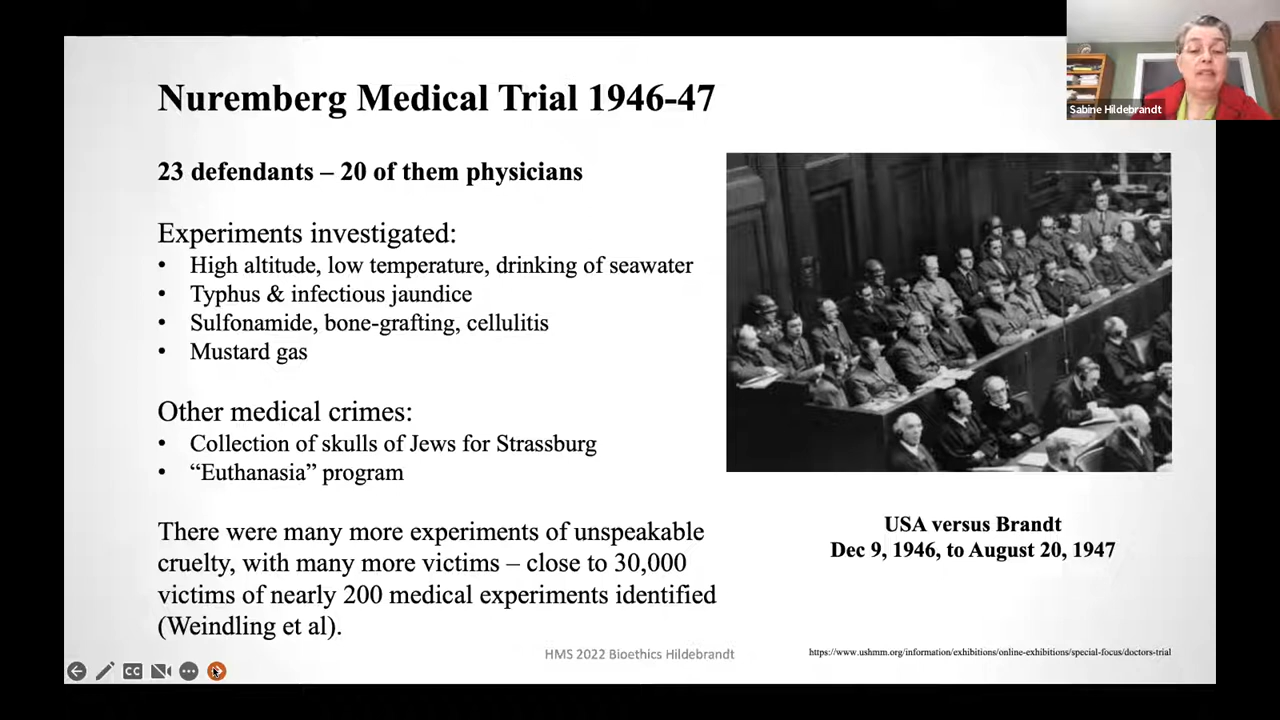 Sabine Hildebrandt
Nuremberg Medical Trial 1946-47
23 defendants – 20 of them physicians
Experiments investigated:
• High altitude, low temperature, drinking of seawater
• Typhus & infectious jaundice
• Sulfonamide, bone-grafting, cellulitis
• Mustard gas
Other medical crimes:
• Collection of skulls of Jews for Strassburg
• “Euthanasia” program
There were many more experiments of unspeakable
cruelty, with many more victims – close to 30,000
victims of nearly 200 medical experiments identified
(Weindling et al).
USA versus Brandt
Dec 9, 1946, to August 20, 1947
HMS 2022 Bioethics Hildebrandt
https://www.ushmm.org/information/exhibitions/online-exhibitions/special-focus/doctors-trial
CC